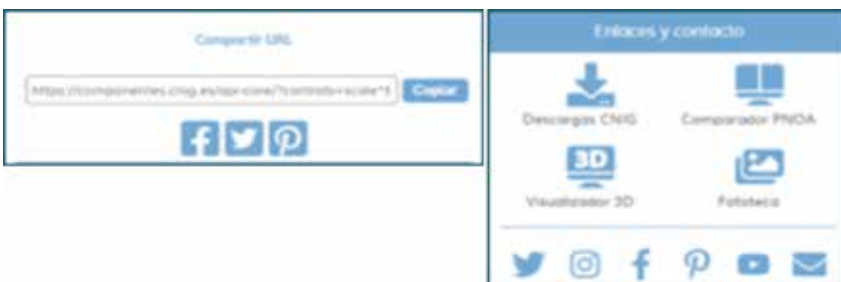 Compartir URL
https://componentes.cnig.es/api-core/?controls=scale*1
Copiar
Enlaces y contacto
Descargas CNIG
Comparador PNOA
3D
Visualizador 3D
Fototeca